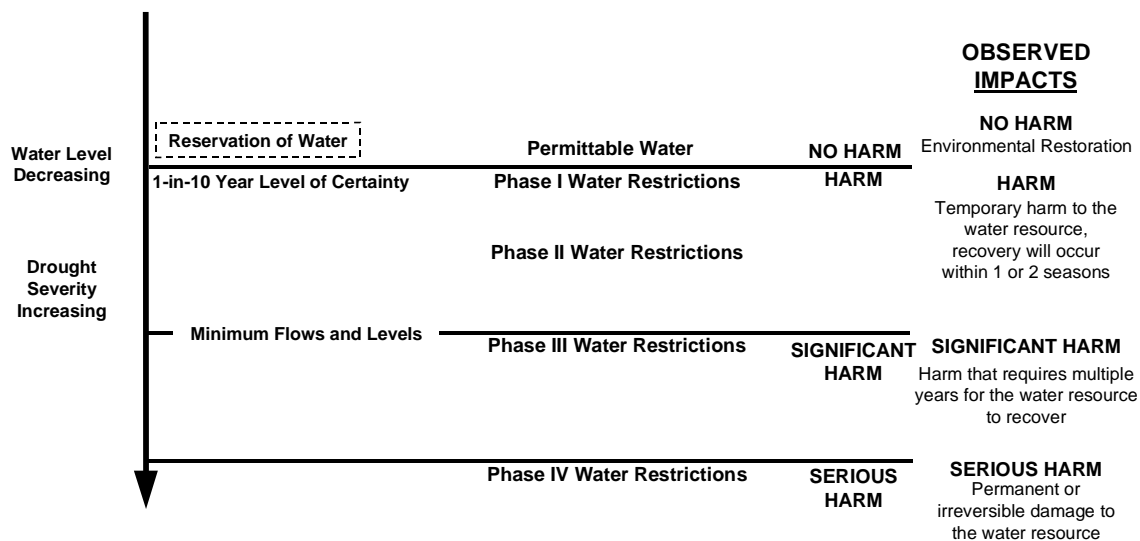 OBSERVED
IMPACTS
Reservation of Water
Permittable Water
NO HARM
NO HARM
Environmental Restoration
Water Level
Decreasing
1-in-10 Year Level of Certainty
Phase I Water Restrictions
HARM
HARM
Temporary harm to the
water resource,
recovery will occur
within 1 or 2 seasons
Phase II Water Restrictions
Drought
Severity
Increasing
Minimum Flows and Levels
Phase III Water Restrictions
SIGNIFICANT
HARM
SIGNIFICANT HARM
Harm that requires multiple
years for the water resource
to recover
Phase IV Water Restrictions
SERIOUS
HARM
SERIOUS HARM
Permanent or
irreversible damage to
the water resource